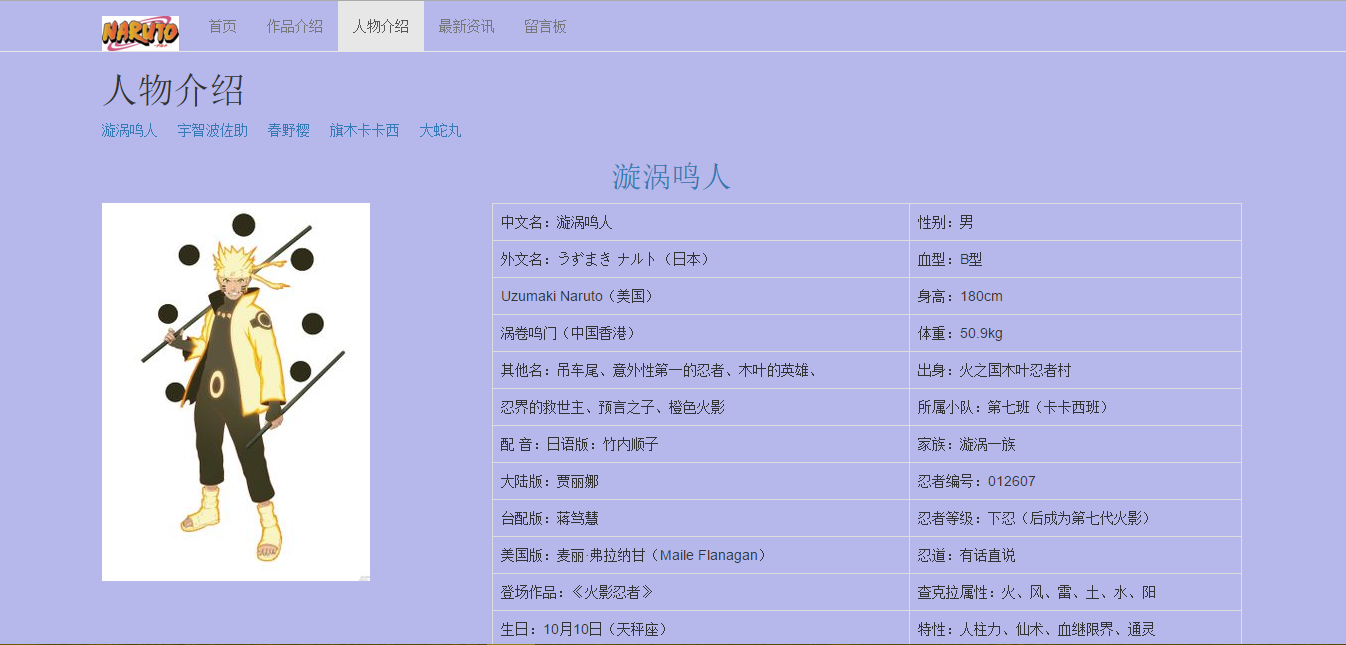 NARUTO 首页 作品介绍 人物介绍 最新资讯 留言板
人物介绍
漩涡鸣人 宇智波佐助 春野樱 旗木卡卡西 大蛇丸
漩涡鸣人
中文名：漩涡鸣人 性别：男
外文名：うずまき ナルト（日本） 血型：B型
Uzumaki Naruto（美国） 身高：180cm
涡卷鸣门（中国香港） 体重：50.9kg
其他名：吊车尾、意外性第一的忍者、木叶的英雄、 出身：火之国木叶忍者村
忍界的救世主、预言之子、橙色火影 所属小队：第七班（卡卡西班）
配 音：日语版：竹内顺子 家族：漩涡一族
大陆版：贾丽娜 忍者编号：012607
台配版：蒋笃慧 忍者等级：下忍（后成为第七代火影）
美国版：麦丽·弗拉纳甘（Maile Flanagan） 忍道：有话直说
登场作品：《火影忍者》 查克拉属性：火、风、雷、土、水、阳
生日：10月10日（天秤座） 特性：人柱力、仙术、血继限界、通灵